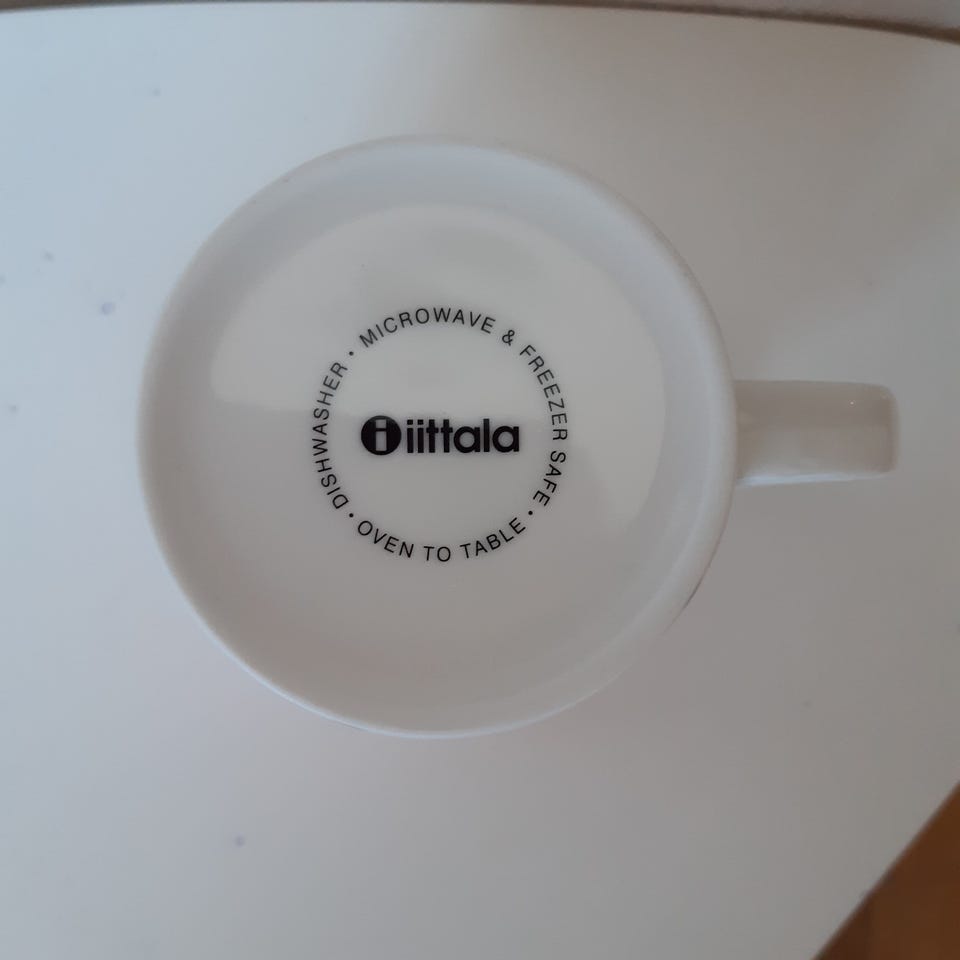 iittala
DISHWASHER · MICROWAVE & FREEZER SAFE · OVEN TO TABLE ·